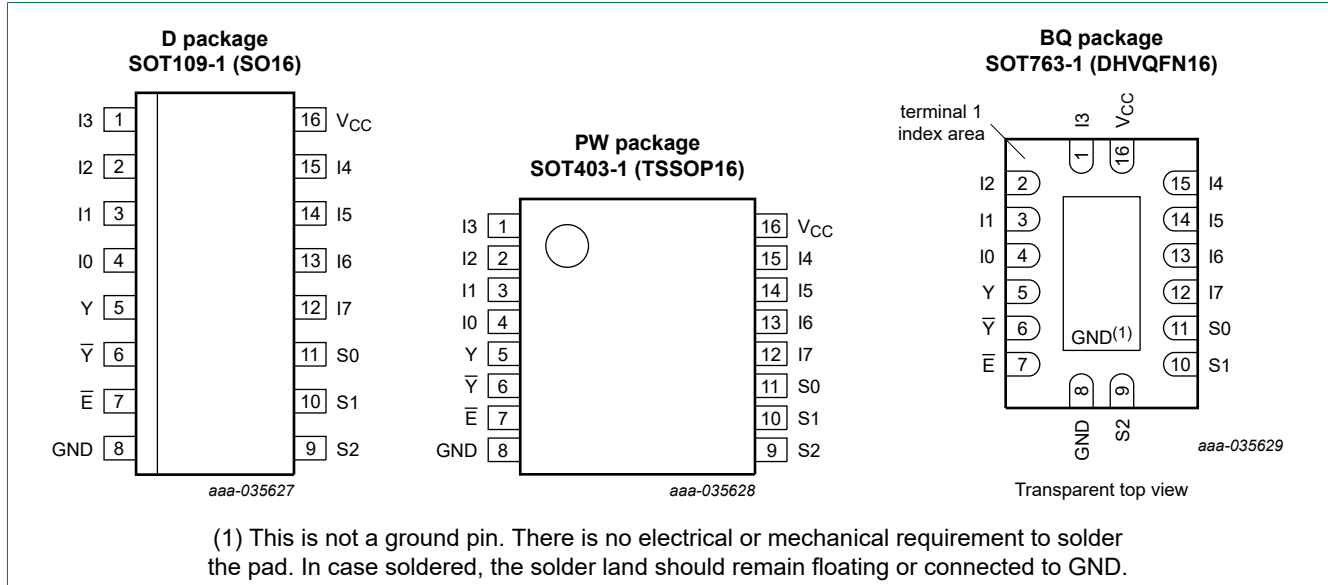 D package
SOT109-1 (SO16)
I3 1
I2 2
I1 3
I0 4
Y 5
Y̅ 6
E̅ 7
GND 8
16 VCC
15 I4
14 I5
13 I6
12 I7
11 S0
10 S1
9 S2
aaa-035627
PW package
SOT403-1 (TSSOP16)
I3 1
I2 2
I1 3
I0 4
Y 5
Y̅ 6
E̅ 7
GND 8
16 VCC
15 I4
14 I5
13 I6
12 I7
11 S0
10 S1
9 S2
aaa-035628
BQ package
SOT763-1 (DHVQFN16)
terminal 1
index area
I3
VCC
1
16
I2 2
I1 3
I0 4
Y 5
Y̅ 6
E̅ 7
15 I4
14 I5
13 I6
12 I7
11 S0
10 S1
GND(1)
8
9
GND
S2
aaa-035629
Transparent top view
(1) This is not a ground pin. There is no electrical or mechanical requirement to solder
the pad. In case soldered, the solder land should remain floating or connected to GND.